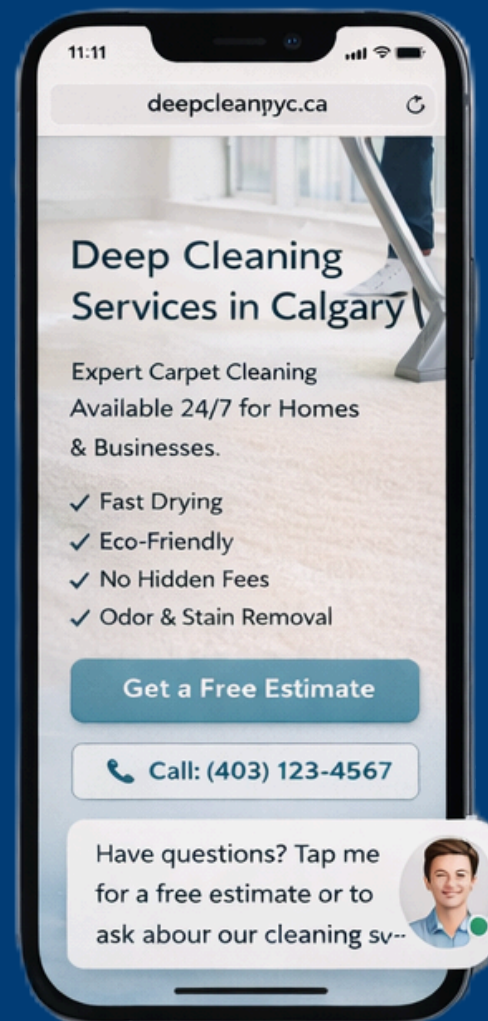 11:11
deepcleannyc.ca
Deep Cleaning
Services in Calgary
Expert Carpet Cleaning
Available 24/7 for Homes
& Businesses.
✓ Fast Drying
✓ Eco-Friendly
✓ No Hidden Fees
✓ Odor & Stain Removal
Get a Free Estimate
Call: (403) 123-4567
Have questions? Tap me
for a free estimate or to
ask abour our cleaning